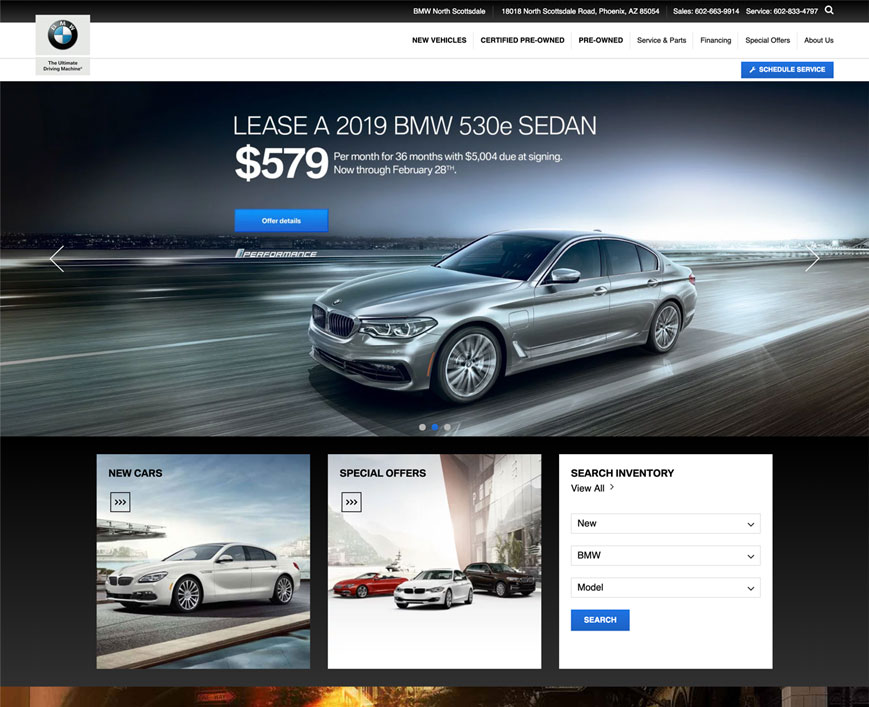 BMW North Scottsdale
18018 North Scottsdale Road, Phoenix, AZ 85054
Sales: 602-663-9914 Service: 602-833-4797
BMW
The Ultimate
Driving Machine®
NEW VEHICLES
CERTIFIED PRE-OWNED
PRE-OWNED
Service & Parts
Financing
Special Offers
About Us
SCHEDULE SERVICE
LEASE A 2019 BMW 530e SEDAN
$579
Per month for 36 months with $5,004 due at signing.
Now through February 28TH.
Offer details
iPERFORMANCE
NEW CARS
SPECIAL OFFERS
SEARCH INVENTORY
View All
New
BMW
Model
SEARCH